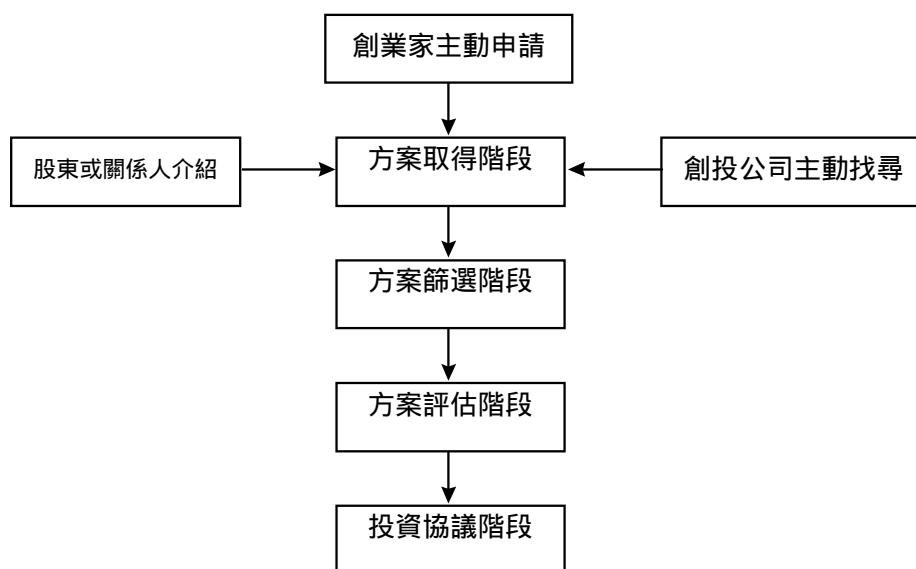 創業家主動申請
股東或關係人介紹
方案取得階段
創投公司主動找尋
方案篩選階段
方案評估階段
投資協議階段